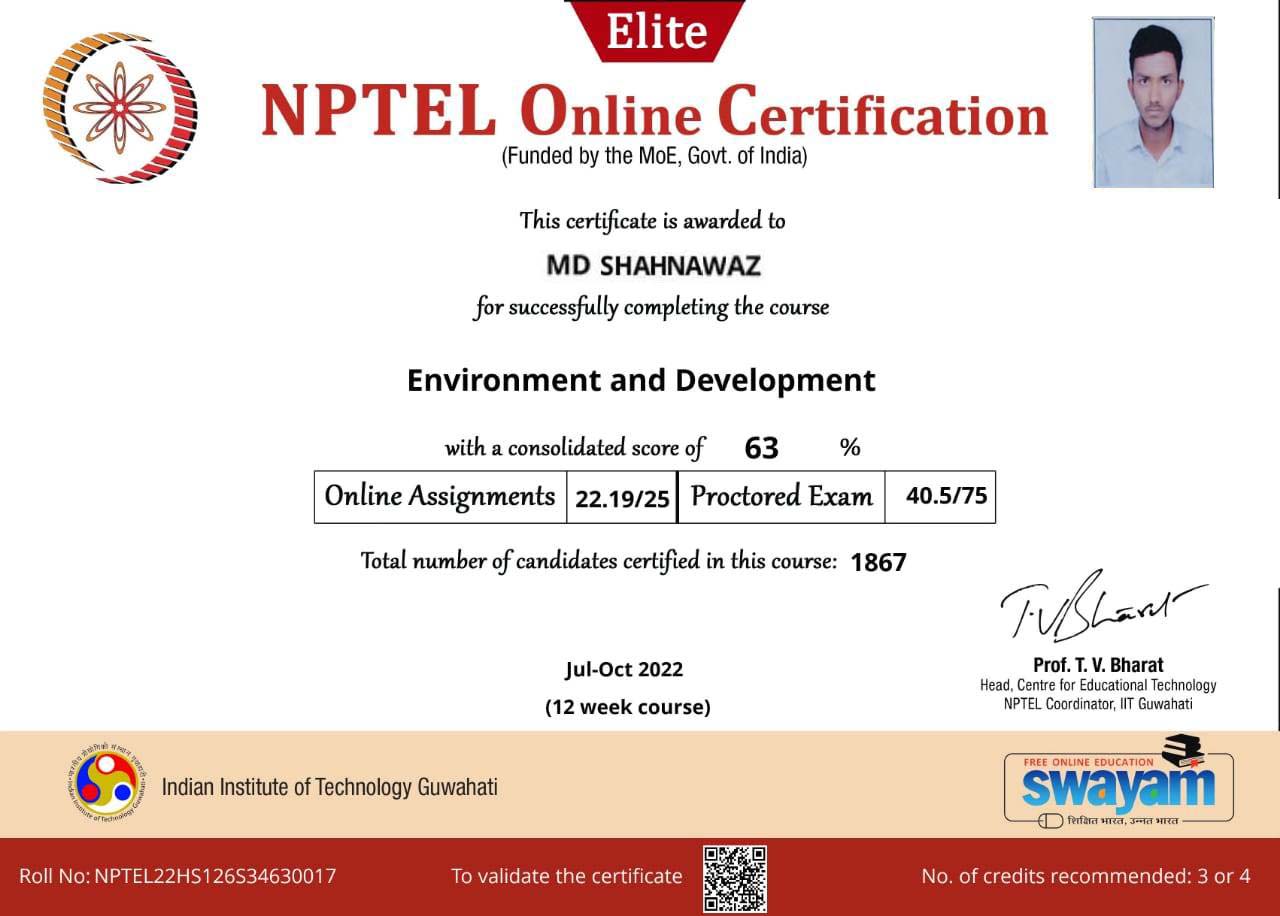 Elite
NPTEL Online Certification
(Funded by the MoE, Govt. of India)
This certificate is awarded to
MD SHAHNAWAZ
for successfully completing the course
Environment and Development
with a consolidated score of 63 %
Online Assignments 22.19/25 Proctored Exam 40.5/75
Total number of candidates certified in this course: 1867
T.V Bharat
Jul-Oct 2022
(12 week course)
Prof. T. V. Bharat
Head, Centre for Educational Technology
NPTEL Coordinator, IIT Guwahati
Indian Institute of Technology Guwahati
Indian Institute of Technology Guwahati
FREE ONLINE EDUCATION
swayam
शिक्षित भारत, उन्नत भारत
Roll No: NPTEL22HS126S34630017
To validate the certificate
No. of credits recommended: 3 or 4